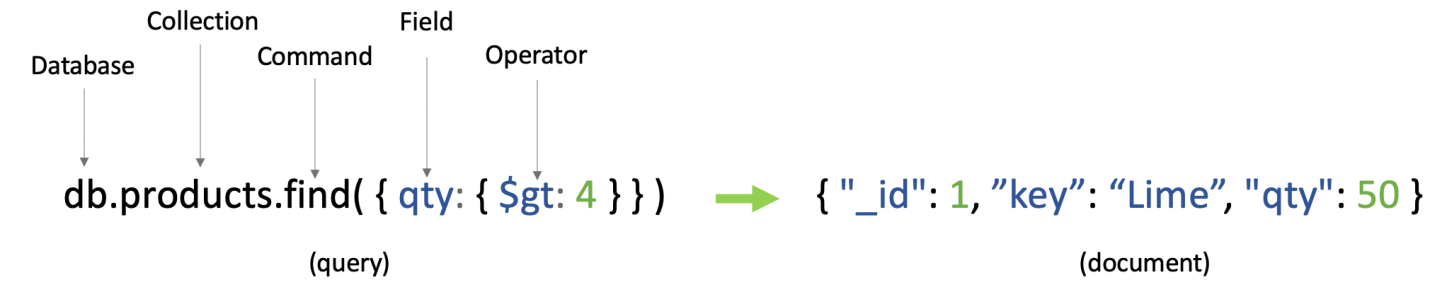 Collection
Field
Database
Command
Operator
db.products.find( { qty: { $gt: 4 } } )
{ "_id": 1, ”key”: “Lime”, "qty": 50 }
(query)
(document)